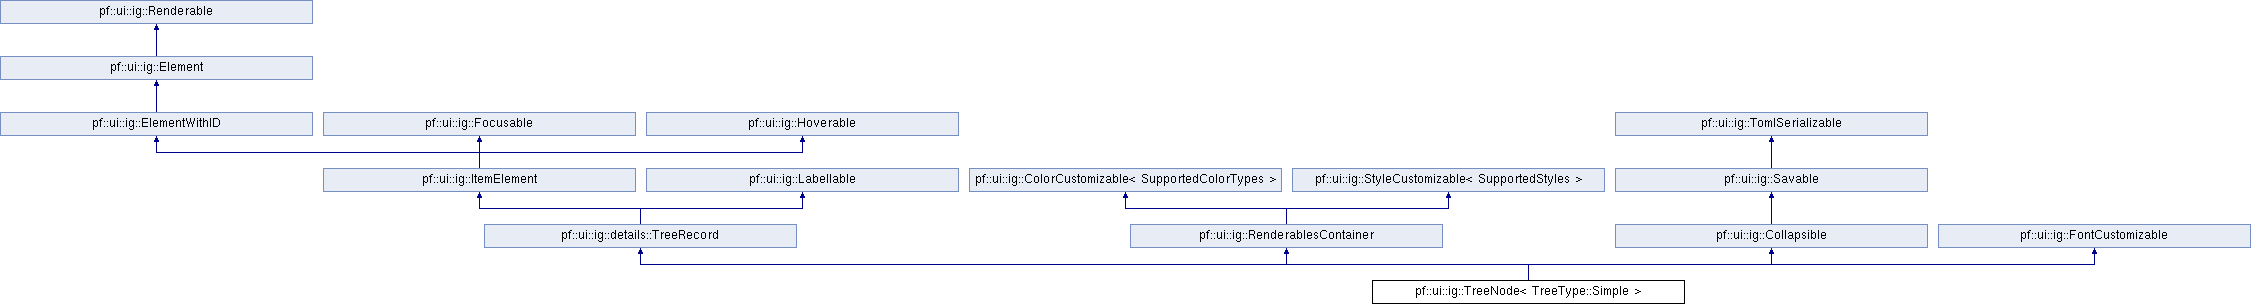 pf::ui::ig::Renderable
pf::ui::ig::Element
pf::ui::ig::ElementWithID
pf::ui::ig::Focusable
pf::ui::ig::Hoverable
pf::ui::ig::TomlSerializable
pf::ui::ig::ItemElement
pf::ui::ig::Labellable
pf::ui::ig::ColorCustomizable< SupportedColorTypes >
pf::ui::ig::StyleCustomizable< SupportedStyles >
pf::ui::ig::Savable
pf::ui::ig::details::TreeRecord
pf::ui::ig::RenderablesContainer
pf::ui::ig::Collapsible
pf::ui::ig::FontCustomizable
pf::ui::ig::TreeNode< TreeType::Simple >